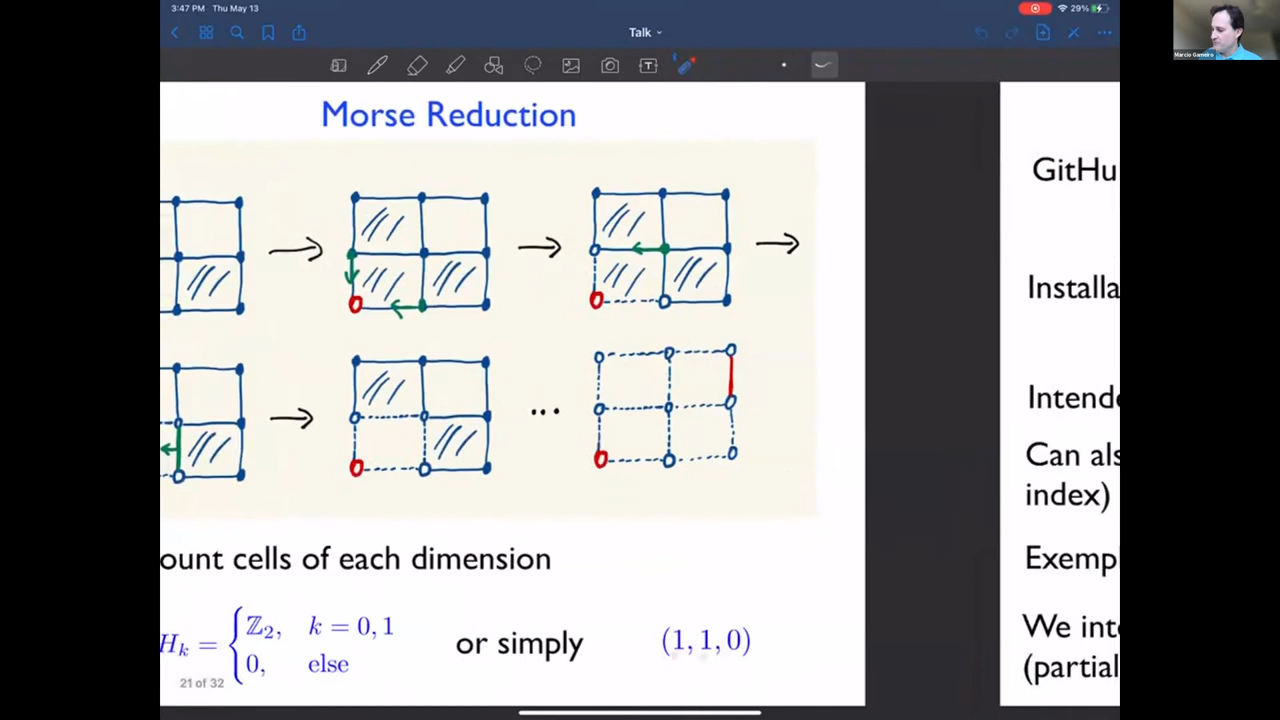 3:47 PM Thu May 13
29%
Talk
Marcio Gameiro
Morse Reduction
ount cells of each dimension
H_k = { ℤ₂, k = 0, 1
0, else
or simply (1, 1, 0)
21 of 32
GitHu
Installa
Intende
Can als
index)
Exemp
We inte
(partial